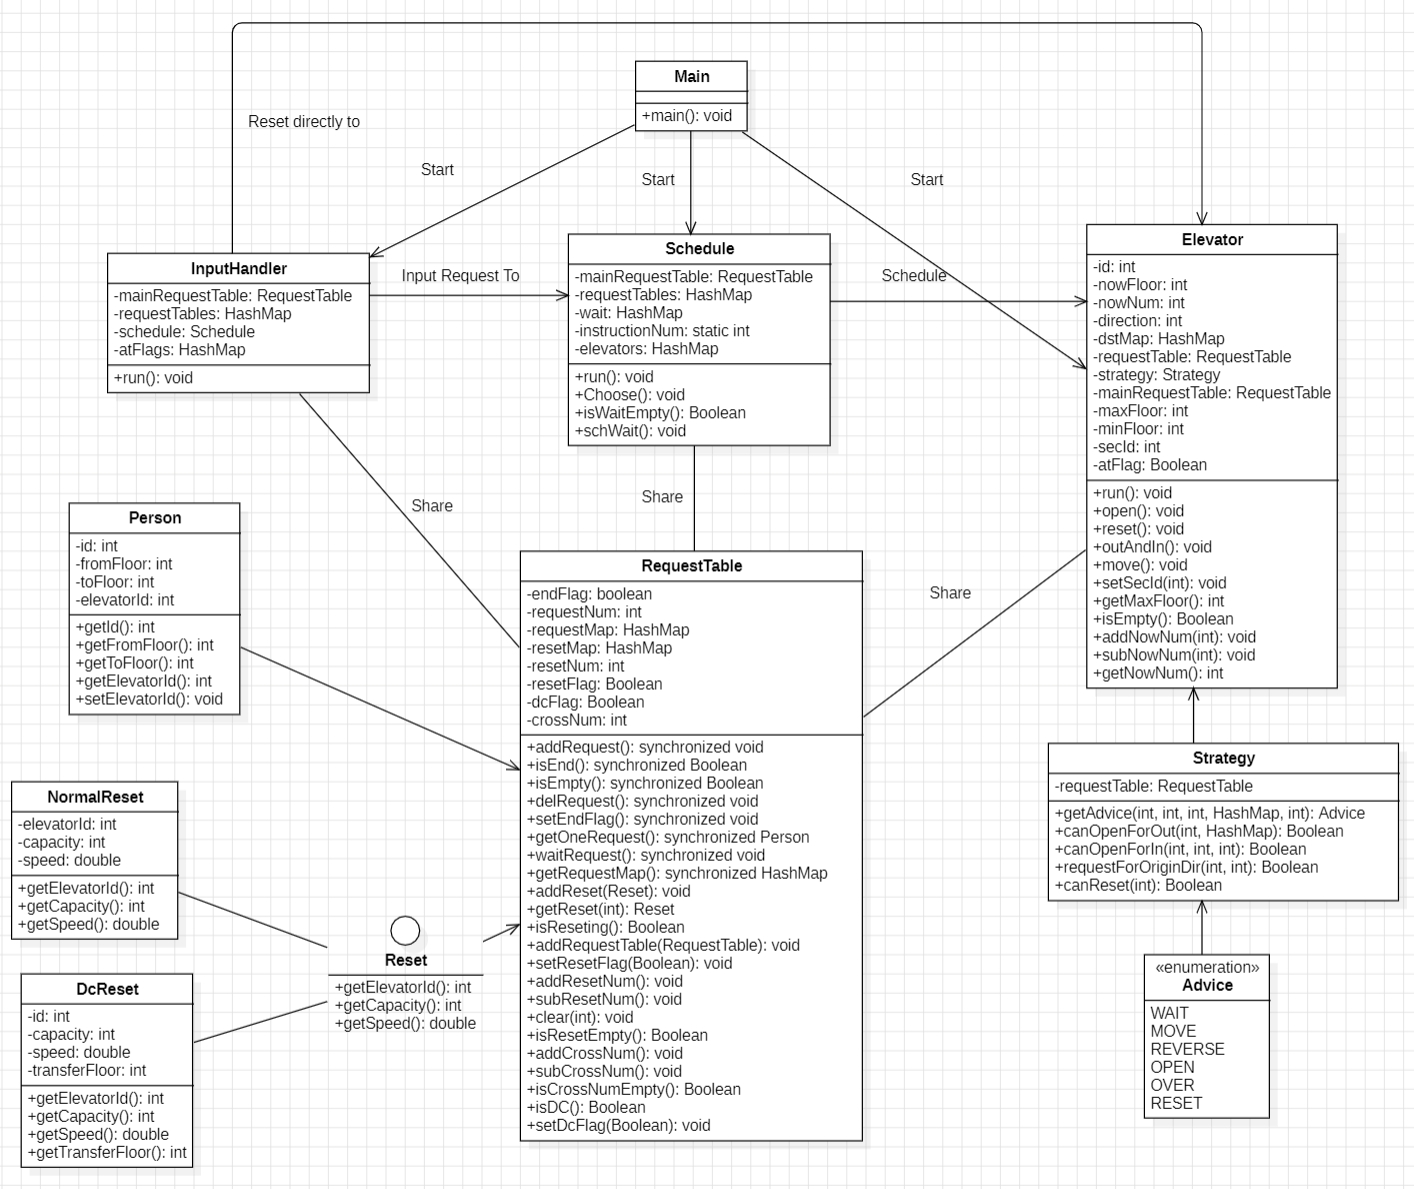 Main
+main(): void
Reset directly to
Start
Start
Start
InputHandler
-mainRequestTable: RequestTable
-requestTables: HashMap
-schedule: Schedule
-atFlags: HashMap
+run(): void
Input Request To
Schedule
-mainRequestTable: RequestTable
-requestTables: HashMap
-wait: HashMap
-instructionNum: static int
-elevators: HashMap
+run(): void
+Choose(): void
+isWaitEmpty(): Boolean
+schWait(): void
Schedule
Elevator
-id: int
-nowFloor: int
-nowNum: int
-direction: int
-dstMap: HashMap
-requestTable: RequestTable
-strategy: Strategy
-mainRequestTable: RequestTable
-maxFloor: int
-minFloor: int
-secId: int
-atFlag: Boolean
+run(): void
+open(): void
+reset(): void
+outAndIn(): void
+move(): void
+setSecId(int): void
+getMaxFloor(): int
+isEmpty(): Boolean
+addNowNum(int): void
+subNowNum(int): void
+getNowNum(): int
Share
Share
Share
Person
-id: int
-fromFloor: int
-toFloor: int
-elevatorId: int
+getId(): int
+getFromFloor(): int
+getToFloor(): int
+getElevatorId(): int
+setElevatorId(): void
RequestTable
-endFlag: boolean
-requestNum: int
-requestMap: HashMap
-resetMap: HashMap
-resetNum: int
-resetFlag: Boolean
-dcFlag: Boolean
-crossNum: int
+addRequest(): synchronized void
+isEnd(): synchronized Boolean
+isEmpty(): synchronized Boolean
+delRequest(): synchronized void
+setEndFlag(): synchronized void
+getOneRequest(): synchronized Person
+waitRequest(): synchronized void
+getRequestMap(): synchronized HashMap
+addReset(Reset): void
+getReset(int): Reset
+isReseting(): Boolean
+addRequestTable(RequestTable): void
+setResetFlag(Boolean): void
+addResetNum(): void
+subResetNum(): void
+clear(int): void
+isResetEmpty(): Boolean
+addCrossNum(): void
+subCrossNum(): void
+isCrossNumEmpty(): Boolean
+isDC(): Boolean
+setDcFlag(Boolean): void
Strategy
-requestTable: RequestTable
+getAdvice(int, int, int, HashMap, int): Advice
+canOpenForOut(int, HashMap): Boolean
+canOpenForIn(int, int, int): Boolean
+requestForOriginDir(int, int): Boolean
+canReset(int): Boolean
NormalReset
-elevatorId: int
-capacity: int
-speed: double
+getElevatorId(): int
+getCapacity(): int
+getSpeed(): double
Reset
+getElevatorId(): int
+getCapacity(): int
+getSpeed(): double
DcReset
-id: int
-capacity: int
-speed: double
-transferFloor: int
+getElevatorId(): int
+getCapacity(): int
+getSpeed(): double
+getTransferFloor(): int
«enumeration»
Advice
WAIT
MOVE
REVERSE
OPEN
OVER
RESET